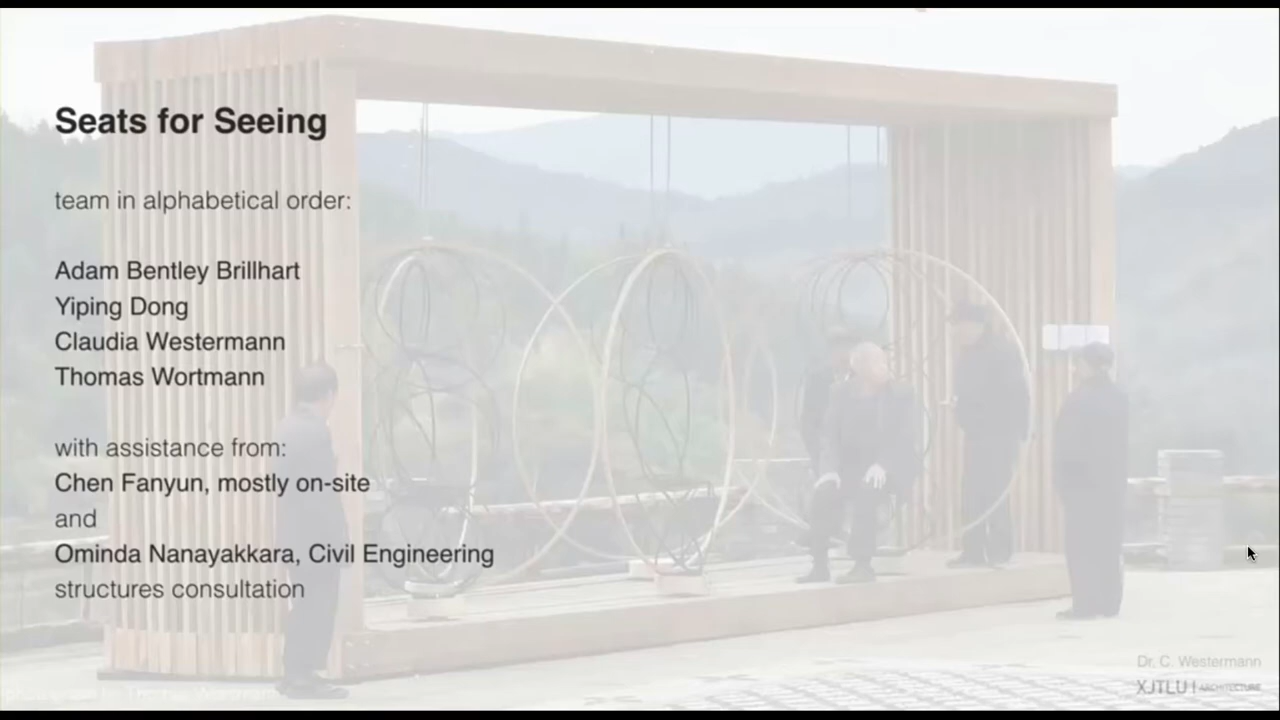 Seats for Seeing
team in alphabetical order:
Adam Bentley Brillhart
Yiping Dong
Claudia Westermann
Thomas Wortmann
with assistance from:
Chen Fanyun, mostly on-site
and
Ominda Nanayakkara, Civil Engineering
structures consultation
Dr. C. Westermann
XJTLU | ARCHITECTURE